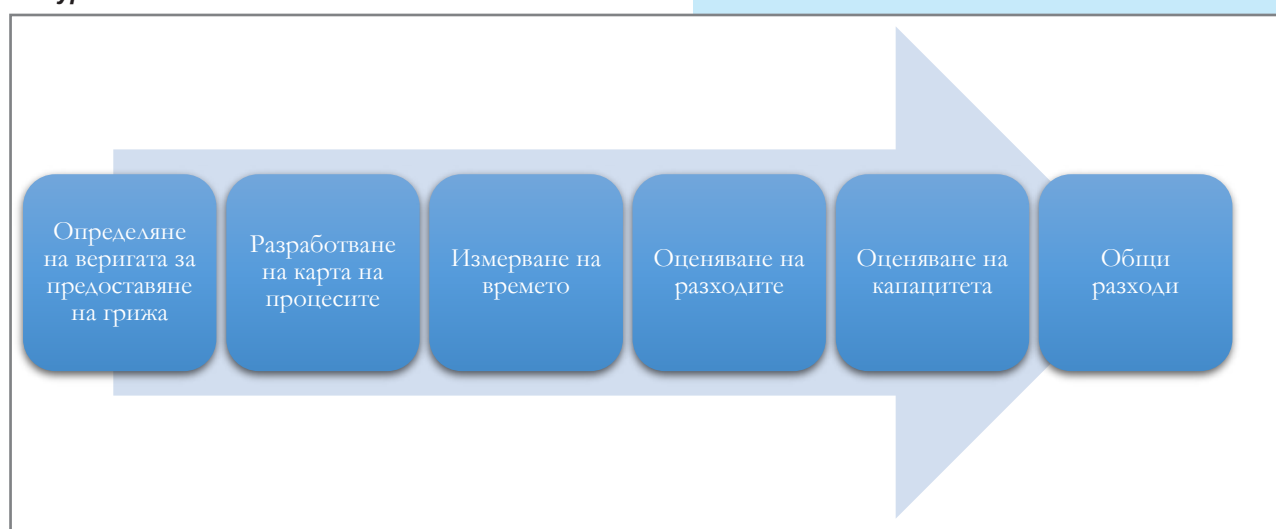 Определяне
на веригата за
предоставяне
на грижа
Разработване
на карта на
процесите
Измерване на
времето
Оценяване на
разходите
Оценяване на
капацитета
Общи
разходи